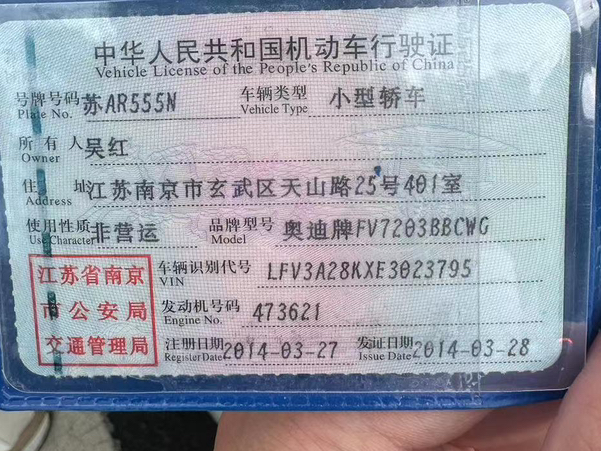 中华人民共和国机动车行驶证
Vehicle License of the People's Republic of China
号牌号码 苏AR555N 车辆类型 小型轿车
Plate No. Vehicle Type
所有人 吴红
Owner
住址 江苏南京市玄武区天山路25号401室
Address
使用性质 非营运 品牌型号 奥迪牌FV7203BBCWG
Use Character Model
江苏省南京 车辆识别代号 LFV3A28KXE3023795
VIN
市公安局 发动机号码 473621
Engine No.
交通管理局 注册日期 2014-03-27 发证日期 2014-03-28
Register Date Issue Date